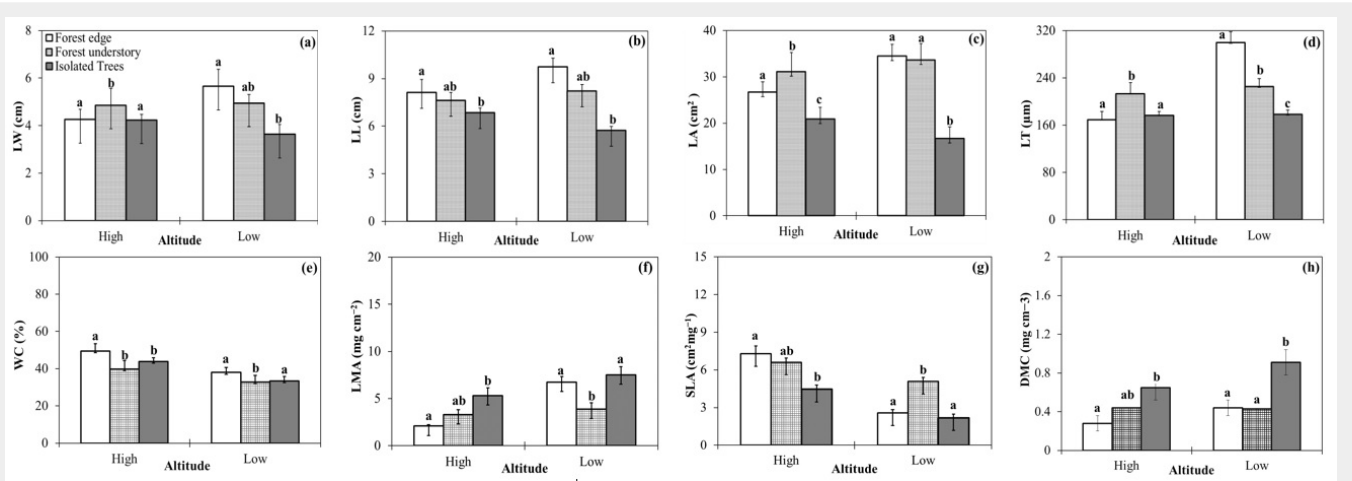 8
6
4
2
0
LW (cm)
Forest edge
Forest understory
Isolated Trees
(a)
a
b
a
a
ab
b
High
Altitude
Low
12
9
6
3
0
LL (cm)
(b)
a
ab
b
a
ab
b
High
Altitude
Low
40
30
20
10
0
LA (cm²)
(c)
a
b
c
a
a
b
High
Altitude
Low
320
240
160
80
0
LT (µm)
(d)
a
b
a
a
b
c
High
Altitude
Low
100
80
60
40
20
0
WC (%)
(e)
a
b
b
a
b
a
High
Altitude
Low
20
15
10
5
0
LMA (mg cm⁻²)
(f)
a
ab
b
a
b
a
High
Altitude
Low
15
12
9
6
3
0
SLA (cm²mg⁻¹)
(g)
a
ab
b
a
b
a
High
Altitude
Low
2
1.6
1.2
0.8
0.4
0
DMC (mg cm−3)
(h)
a
ab
b
a
a
b
High
Altitude
Low